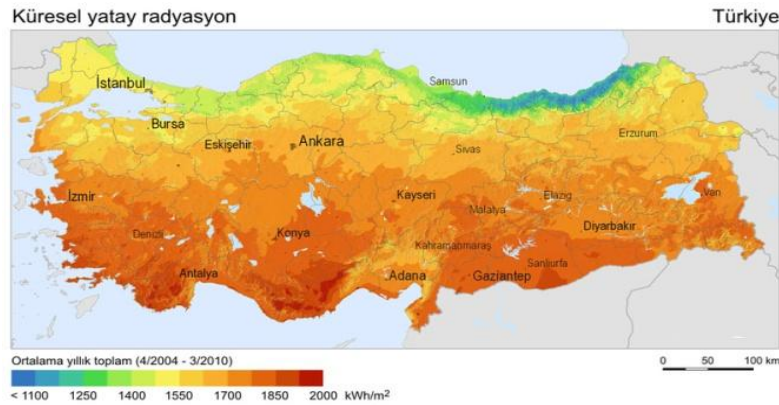 Küresel yatay radyasyon
Türkiye
İstanbul
Samsun
Bursa
Eskişehir
Ankara
Erzurum
Sivas
İzmir
Kayseri
Elazığ
Van
Malatya
Denizli
Konya
Diyarbakır
Kahramanmaraş
Antalya
Adana
Gaziantep
Şanlıurfa
Ortalama yıllık toplam (4/2004 - 3/2010)
< 1100 1250 1400 1550 1700 1850 2000 kWh/m²
0 50 100 km